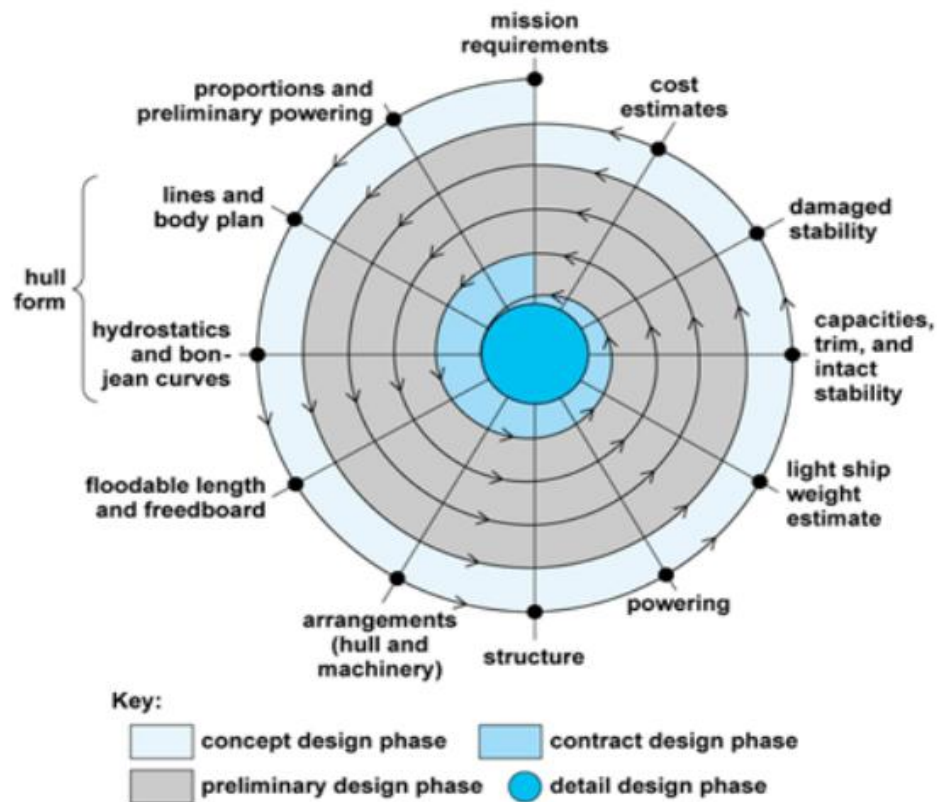 mission
requirements
cost
estimates
proportions and
preliminary powering
lines and
body plan
damaged
stability
hull
form
hydrostatics
and bon-
jean curves
capacities,
trim, and
intact
stability
floodable length
and freedboard
light ship
weight
estimate
arrangements
(hull and
machinery)
structure
powering
Key:
concept design phase
contract design phase
preliminary design phase
detail design phase